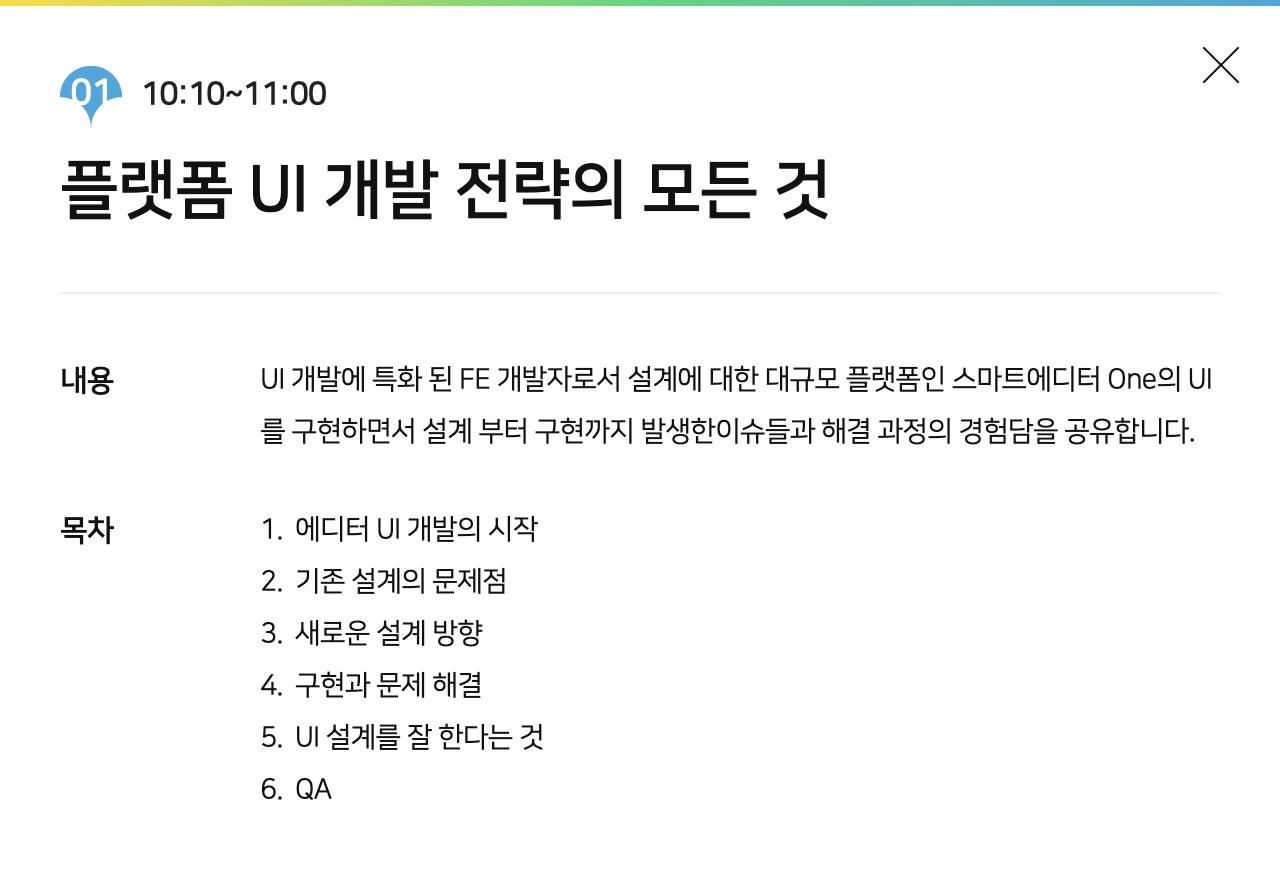 01 10:10~11:00
플랫폼 UI 개발 전략의 모든 것
내용
UI 개발에 특화 된 FE 개발자로서 설계에 대한 대규모 플랫폼인 스마트에디터 One의 UI
를 구현하면서 설계 부터 구현까지 발생한이슈들과 해결 과정의 경험담을 공유합니다.
목차
1. 에디터 UI 개발의 시작
2. 기존 설계의 문제점
3. 새로운 설계 방향
4. 구현과 문제 해결
5. UI 설계를 잘 한다는 것
6. QA